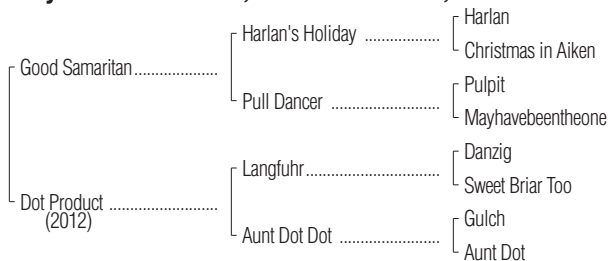 Harlan
Harlan's Holiday ..................
Christmas in Aiken
Good Samaritan....................
Pulpit
Pull Dancer ..........................
Mayhavebeentheone
Danzig
Langfuhr................................
Sweet Briar Too
Dot Product ..........................
(2012)
Gulch
Aunt Dot Dot ........................
Aunt Dot